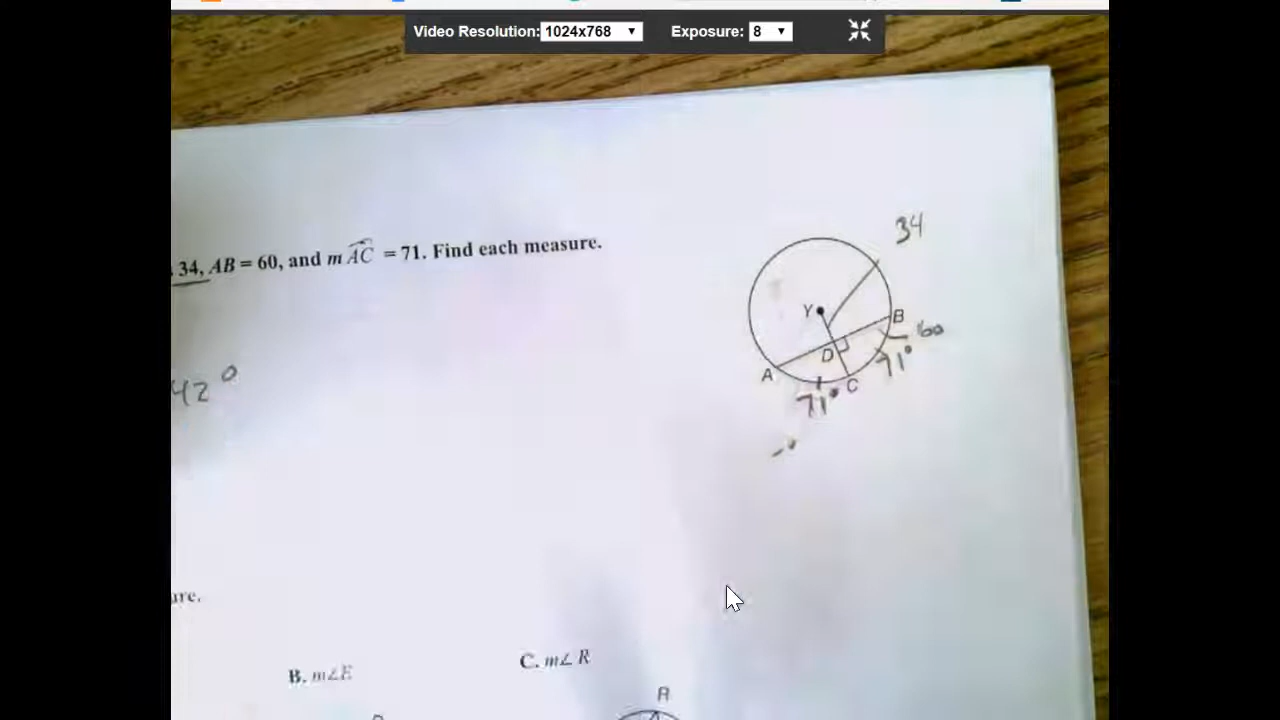 Video Resolution: 1024x768 Exposure: 8
34
34, AB = 60, and m AC = 71. Find each measure.
Y
B
60
D
71°
A
C
71°
42°
are.
B. m∠E
C. m∠R
R